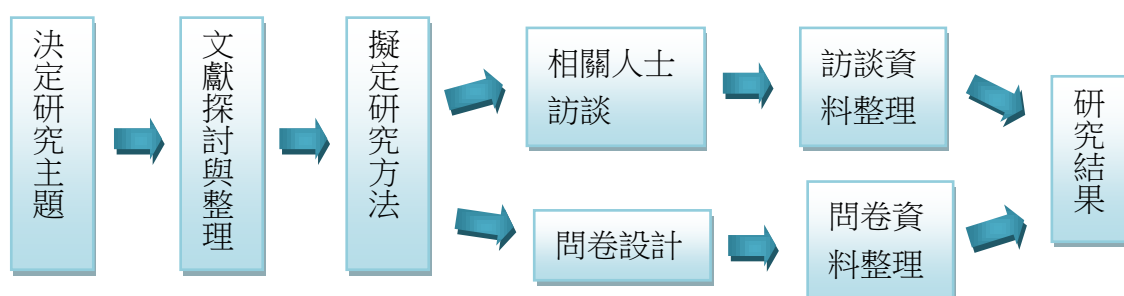 決定研究主題
文獻探討與整理
擬定研究方法
相關人士
訪談
訪談資
料整理
問卷設計
問卷資
料整理
研究結果